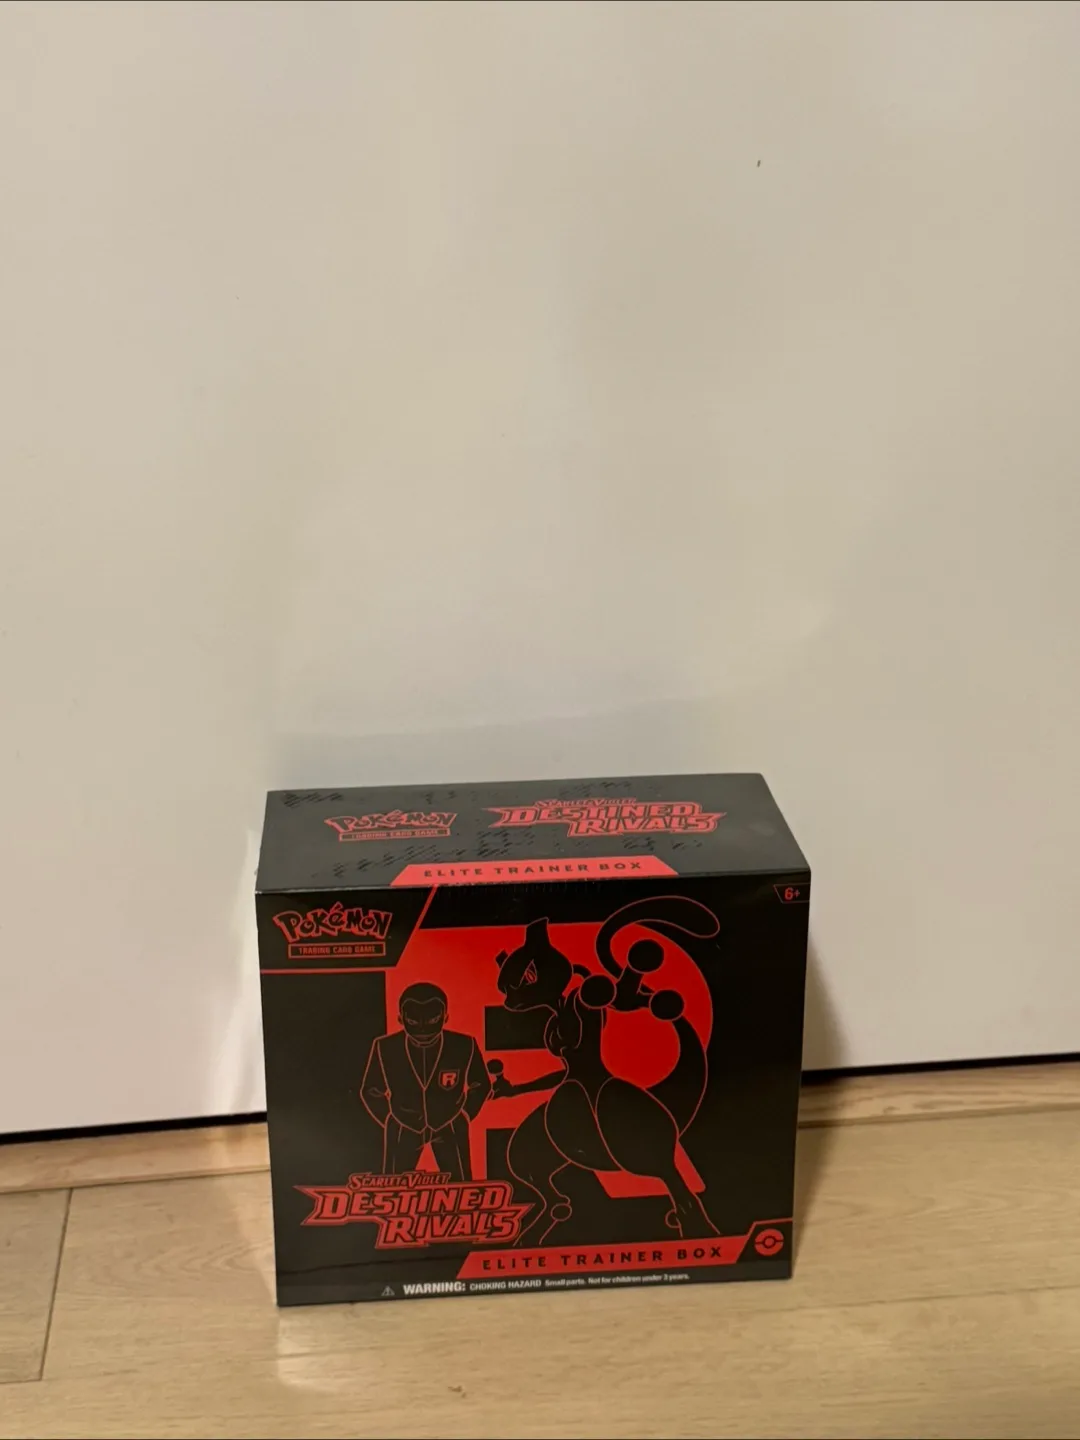 POKÉMON
TRADING CARD GAME
SCARLET & VIOLET
DESTINED
RIVALS
ELITE TRAINER BOX
6+
POKÉMON
TRADING CARD GAME
R
SCARLET & VIOLET
DESTINED
RIVALS
ELITE TRAINER BOX
WARNING: CHOKING HAZARD Small parts. Not for children under 3 years.